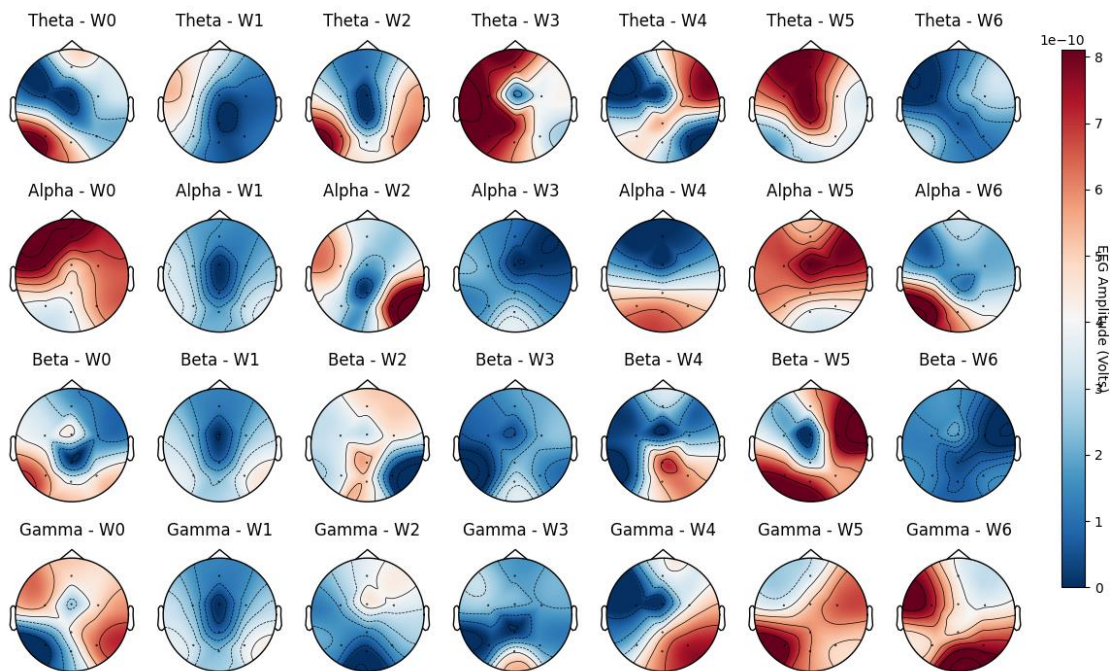 Theta - W0 Theta - W1 Theta - W2 Theta - W3 Theta - W4 Theta - W5 Theta - W6
1e−10
8
7
Alpha - W0 Alpha - W1 Alpha - W2 Alpha - W3 Alpha - W4 Alpha - W5 Alpha - W6
6
5
EEG Amplitude (Volts)
4
Beta - W0 Beta - W1 Beta - W2 Beta - W3 Beta - W4 Beta - W5 Beta - W6
3
2
Gamma - W0 Gamma - W1 Gamma - W2 Gamma - W3 Gamma - W4 Gamma - W5 Gamma - W6
1
0